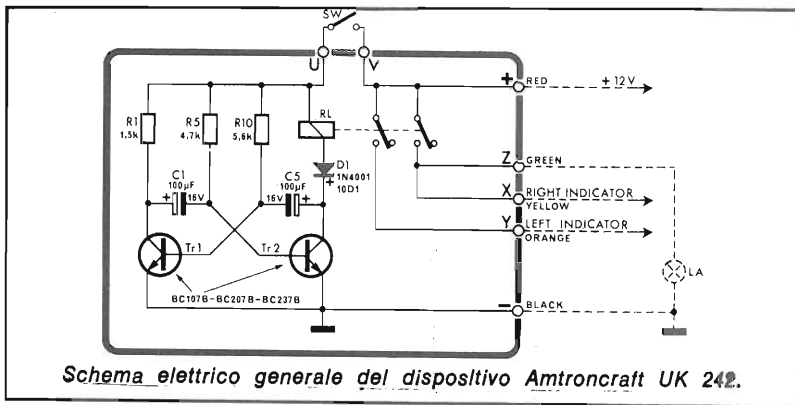 SW
U V
+ RED +12V
R1 1,5k
R5 4,7k
R10 5,6k
RL
D1
1N4001
10D1
Z GREEN
C1
100µF
16V
C5
100µF
16V
X RIGHT INDICATOR
YELLOW
Y LEFT INDICATOR
ORANGE
Tr1 Tr2
LA
BC107B-BC207B-BC237B
- BLACK
Schema elettrico generale del dispositivo Amtroncraft UK 242.